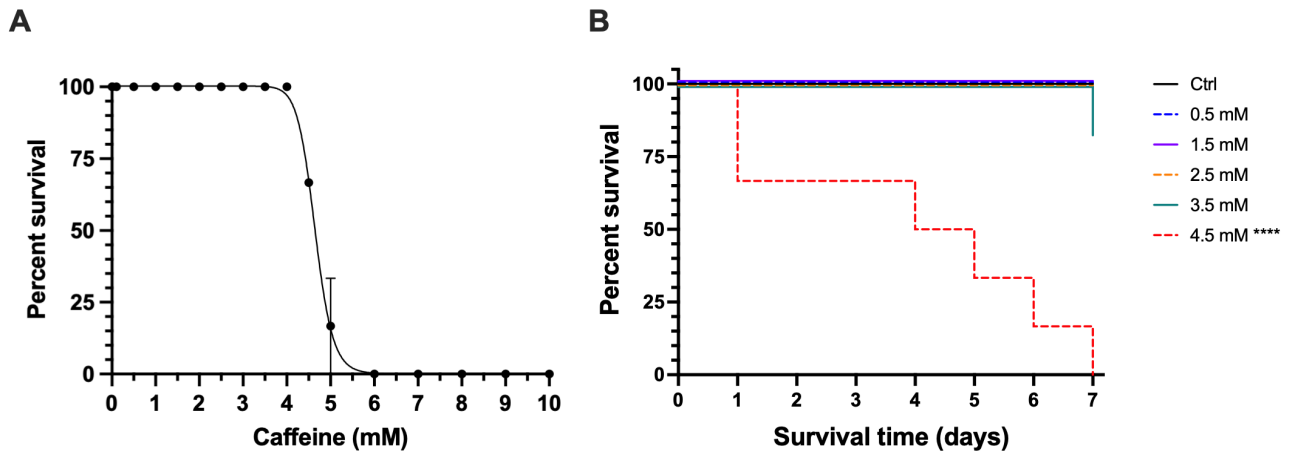 A
Percent survival
100
75
50
25
0
0 1 2 3 4 5 6 7 8 9 10
Caffeine (mM)
B
Percent survival
100
75
50
25
0
0 1 2 3 4 5 6 7
Survival time (days)
Ctrl
0.5 mM
1.5 mM
2.5 mM
3.5 mM
4.5 mM ****